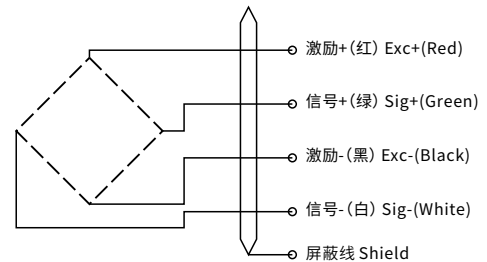 激励+(红) Exc+(Red)
信号+(绿) Sig+(Green)
激励-(黑) Exc-(Black)
信号-(白) Sig-(White)
屏蔽线 Shield